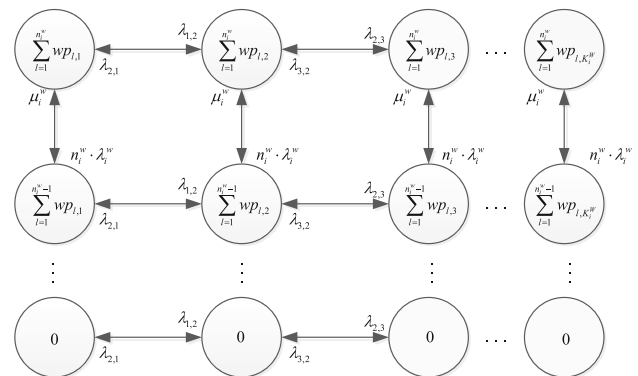 λ_{1,2} λ_{2,3}
∑_{l=1}^{n_i^w} wp_{l,1} ∑_{l=1}^{n_i^w} wp_{l,2} ∑_{l=1}^{n_i^w} wp_{l,3} ... ∑_{l=1}^{n_i^w} wp_{l,K_i^W}
λ_{2,1} λ_{3,2}
μ_i^w μ_i^w μ_i^w μ_i^w
n_i^w · λ_i^w n_i^w · λ_i^w n_i^w · λ_i^w n_i^w · λ_i^w
λ_{1,2} λ_{2,3}
∑_{l=1}^{n_i^w-1} wp_{l,1} ∑_{l=1}^{n_i^w-1} wp_{l,2} ∑_{l=1}^{n_i^w-1} wp_{l,3} ... ∑_{l=1}^{n_i^w-1} wp_{l,K_i^W}
λ_{2,1} λ_{3,2}
⋮ ⋮ ⋮ ⋮
λ_{1,2} λ_{2,3}
0 0 0 ... 0
λ_{2,1} λ_{3,2}